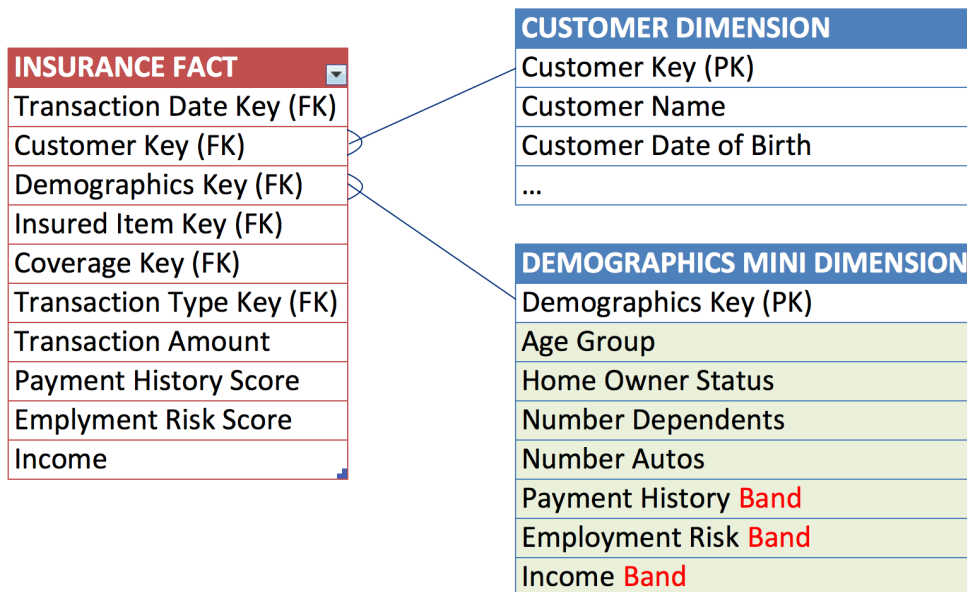 INSURANCE FACT
Transaction Date Key (FK)
Customer Key (FK)
Demographics Key (FK)
Insured Item Key (FK)
Coverage Key (FK)
Transaction Type Key (FK)
Transaction Amount
Payment History Score
Emplyment Risk Score
Income
CUSTOMER DIMENSION
Customer Key (PK)
Customer Name
Customer Date of Birth
...
DEMOGRAPHICS MINI DIMENSION
Demographics Key (PK)
Age Group
Home Owner Status
Number Dependents
Number Autos
Payment History Band
Employment Risk Band
Income Band